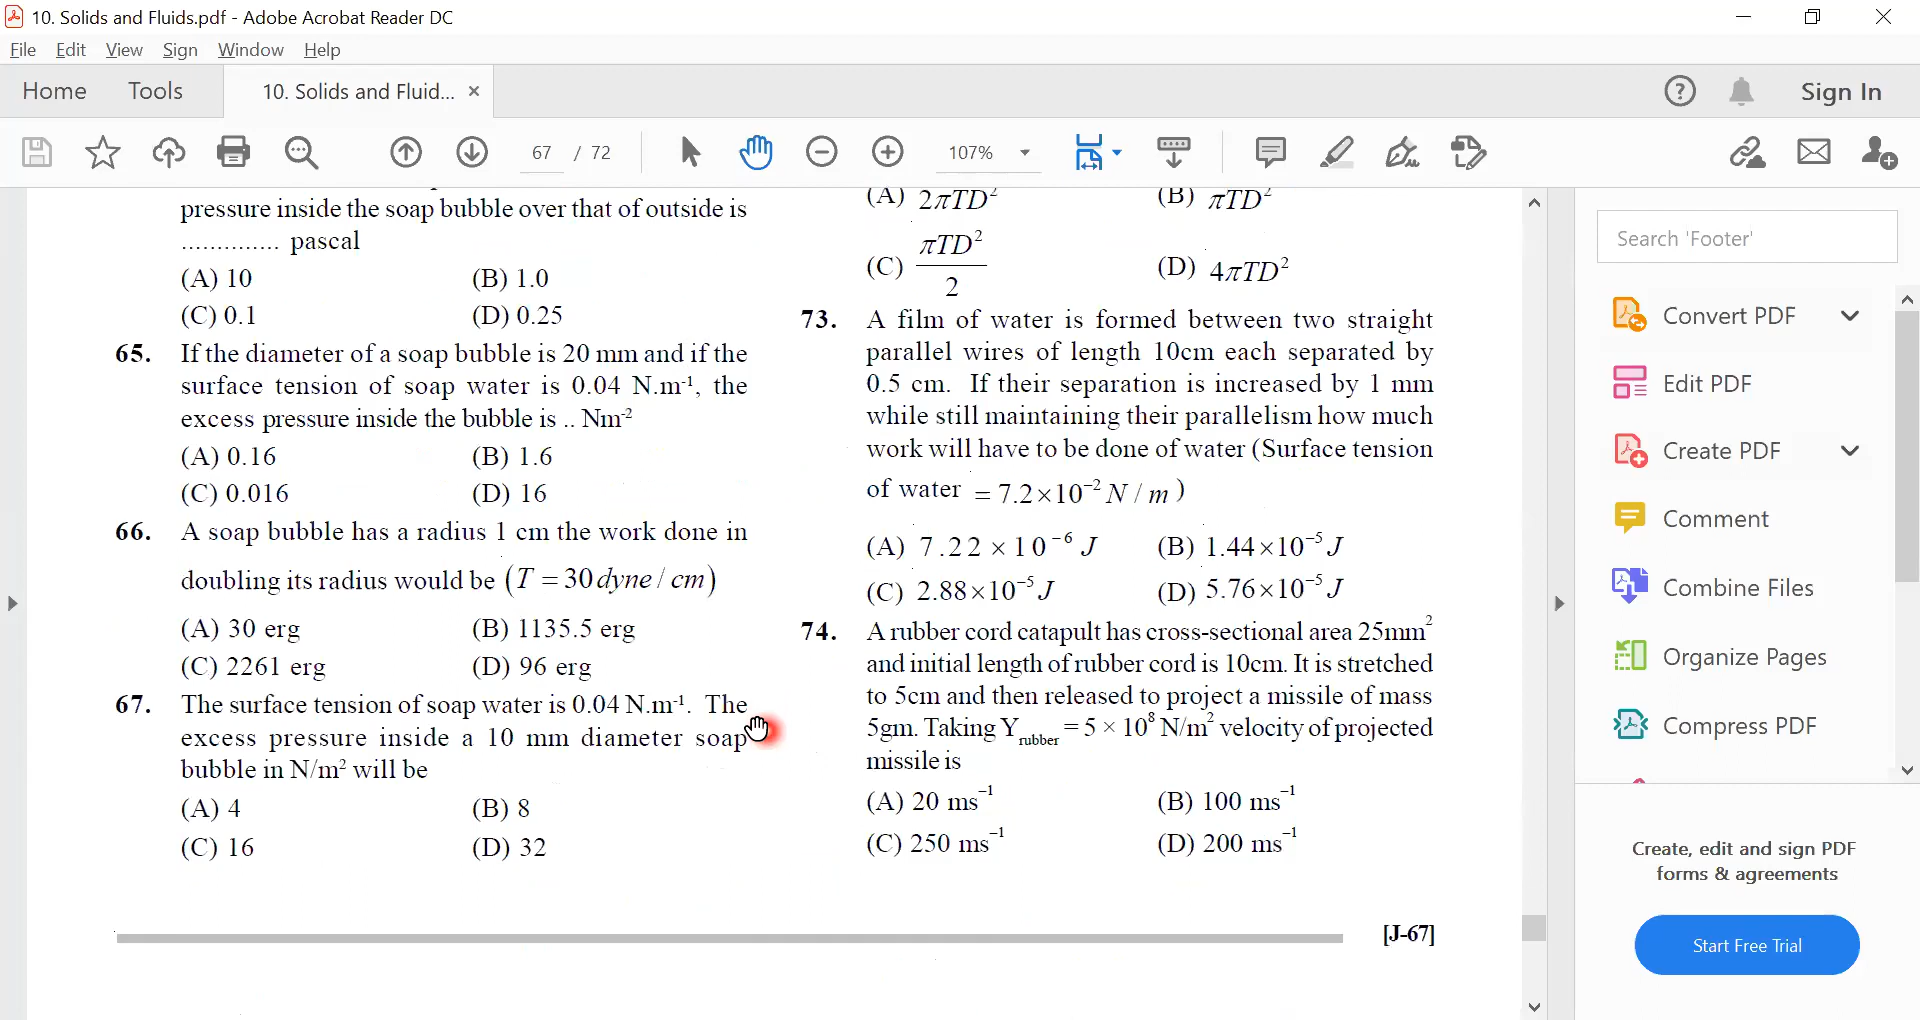 10. Solids and Fluids.pdf - Adobe Acrobat Reader DC
File Edit View Sign Window Help
Home Tools 10. Solids and Fluid... × Sign In
67 / 72 107%
pressure inside the soap bubble over that of outside is
.............. pascal
(A) 10 (B) 1.0
(C) 0.1 (D) 0.25
65. If the diameter of a soap bubble is 20 mm and if the
surface tension of soap water is 0.04 N.m⁻¹, the
excess pressure inside the bubble is .. Nm⁻²
(A) 0.16 (B) 1.6
(C) 0.016 (D) 16
66. A soap bubble has a radius 1 cm the work done in
doubling its radius would be (T = 30 dyne / cm)
(A) 30 erg (B) 1135.5 erg
(C) 2261 erg (D) 96 erg
67. The surface tension of soap water is 0.04 N.m⁻¹. The
excess pressure inside a 10 mm diameter soap
bubble in N/m² will be
(A) 4 (B) 8
(C) 16 (D) 32
(A) 2πTD² (B) πTD²
(C) πTD²/2 (D) 4πTD²
73. A film of water is formed between two straight
parallel wires of length 10cm each separated by
0.5 cm. If their separation is increased by 1 mm
while still maintaining their parallelism how much
work will have to be done of water (Surface tension
of water = 7.2×10⁻² N / m )
(A) 7.22 × 10⁻⁶ J (B) 1.44×10⁻⁵ J
(C) 2.88×10⁻⁵ J (D) 5.76×10⁻⁵ J
74. A rubber cord catapult has cross-sectional area 25mm²
and initial length of rubber cord is 10cm. It is stretched
to 5cm and then released to project a missile of mass
5gm. Taking Y rubber = 5 × 10⁸ N/m² velocity of projected
missile is
(A) 20 ms⁻¹ (B) 100 ms⁻¹
(C) 250 ms⁻¹ (D) 200 ms⁻¹
[J-67]
Search 'Footer'
Convert PDF
Edit PDF
Create PDF
Comment
Combine Files
Organize Pages
Compress PDF
Create, edit and sign PDF
forms & agreements
Start Free Trial